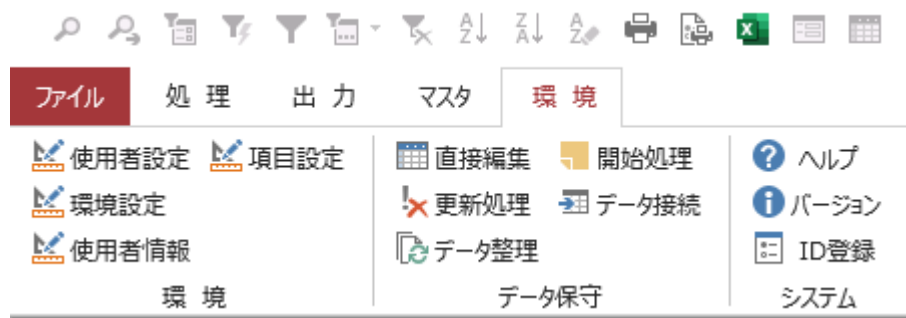 ファイル 処 理 出 力 マスタ 環 境
使用者設定 項目設定 直接編集 開始処理 ヘルプ
環境設定 更新処理 データ接続 バージョン
使用者情報 データ整理 ID登録
環 境 データ保守 システム